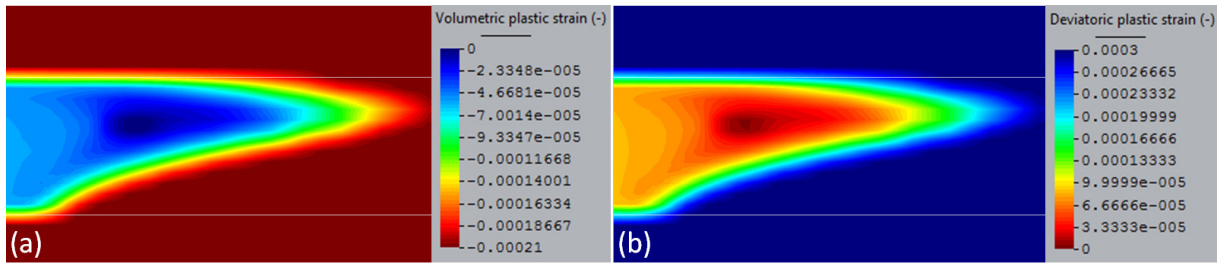 Volumetric plastic strain (-)
0
-2.3348e-005
-4.6681e-005
-7.0014e-005
-9.3347e-005
-0.00011668
-0.00014001
-0.00016334
-0.00018667
-0.00021
(a)
Deviatoric plastic strain (-)
0.0003
0.00026665
0.00023332
0.00019999
0.00016666
0.00013333
9.9999e-005
6.6666e-005
3.3333e-005
0
(b)